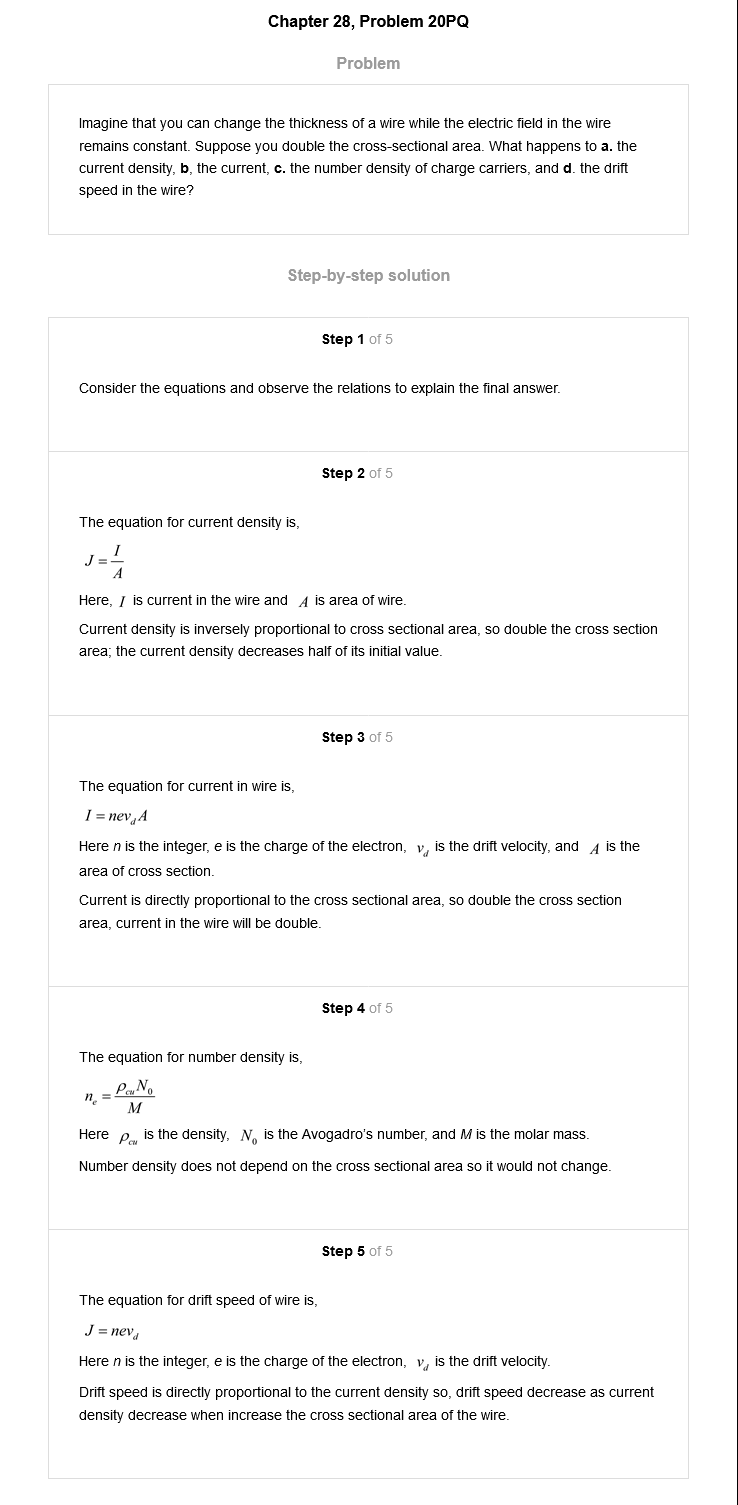 Chapter 28, Problem 20PQ
Problem
Imagine that you can change the thickness of a wire while the electric field in the wire
remains constant. Suppose you double the cross-sectional area. What happens to a. the
current density, b, the current, c. the number density of charge carriers, and d. the drift
speed in the wire?
Step-by-step solution
Step 1 of 5
Consider the equations and observe the relations to explain the final answer.
Step 2 of 5
The equation for current density is,
J = I/A
Here, I is current in the wire and A is area of wire.
Current density is inversely proportional to cross sectional area, so double the cross section
area; the current density decreases half of its initial value.
Step 3 of 5
The equation for current in wire is,
I = nev_d A
Here n is the integer, e is the charge of the electron, v_d is the drift velocity, and A is the
area of cross section.
Current is directly proportional to the cross sectional area, so double the cross section
area, current in the wire will be double.
Step 4 of 5
The equation for number density is,
n_e = ρ_cu N_0 / M
Here ρ_cu is the density, N_0 is the Avogadro's number, and M is the molar mass.
Number density does not depend on the cross sectional area so it would not change.
Step 5 of 5
The equation for drift speed of wire is,
J = nev_d
Here n is the integer, e is the charge of the electron, v_d is the drift velocity.
Drift speed is directly proportional to the current density so, drift speed decrease as current
density decrease when increase the cross sectional area of the wire.